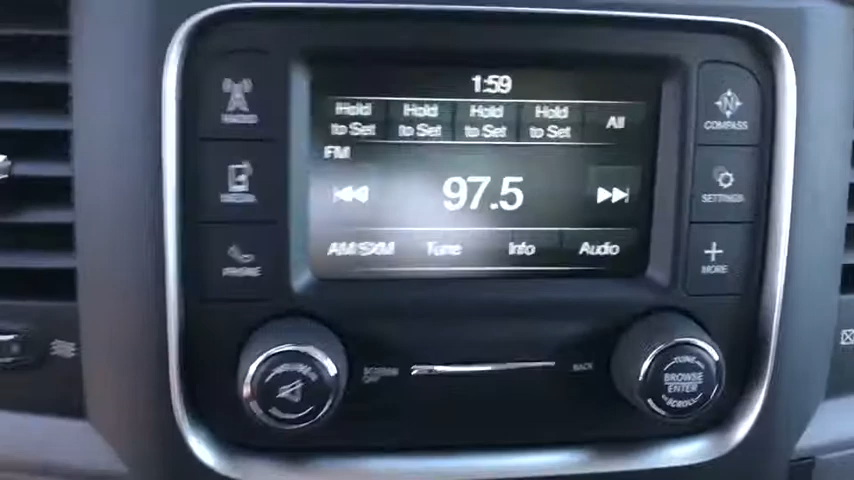 1:59
Hold to Set
Hold to Set
Hold to Set
Hold to Set
All
FM
97.5
AM/SXM
Tune
Info
Audio
RADIO
MEDIA
PHONE
COMPASS
SETTINGS
MORE
SCREEN OFF
BACK
TUNE
BROWSE
ENTER
SCROLL